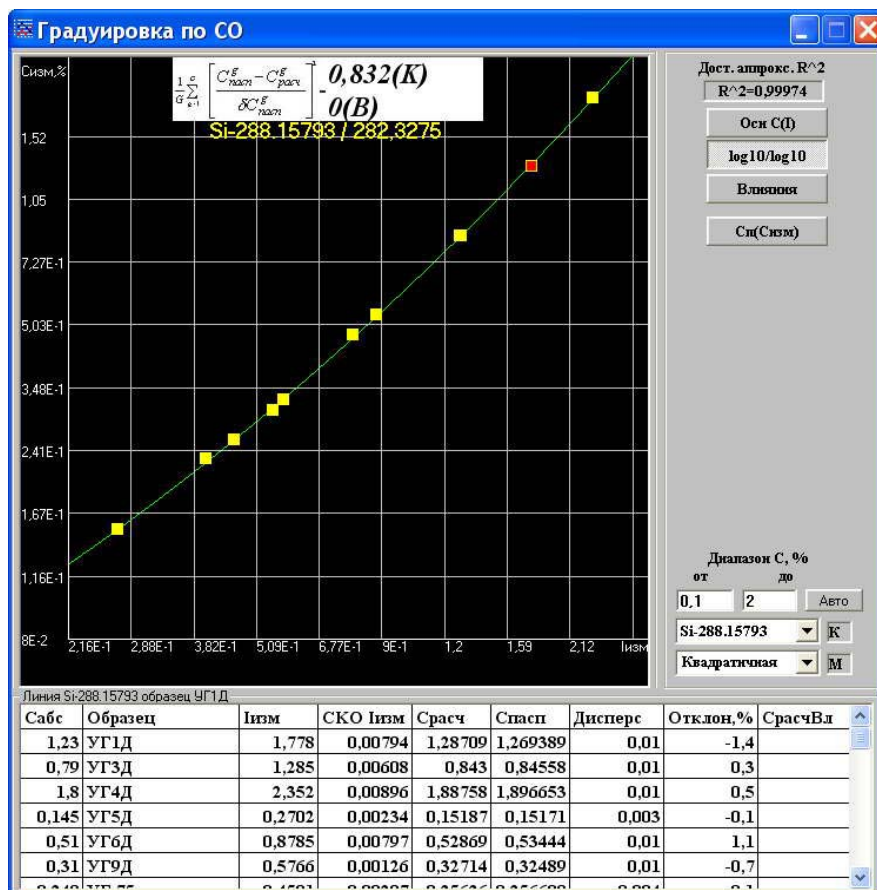 Градуировка по СО
Сизм,%
0,832(K)
0(B)
Si-288.15793 / 282,3275
1,52
1,05
7,27E-1
5,03E-1
3,48E-1
2,41E-1
1,67E-1
1,16E-1
8E-2
2,16E-1 2,88E-1 3,82E-1 5,09E-1 6,77E-1 9E-1 1,2 1,59 2,12 Iизм
Дост. аппрокс. R^2
R^2=0,99974
Осн C(I)
log10/log10
Влияния
Сп(Сизм)
Диапазон С, %
от до
0,1 2 Авто
Si-288.15793 К
Квадратичная М
Линия Si-288.15793 образец УГ1Д
Сабс Образец Iизм СКО Iизм Срасч Спасп Дисперс Отклон,% СрасчВл
1,23 УГ1Д 1,778 0,00794 1,28709 1,269389 0,01 -1,4
0,79 УГ3Д 1,285 0,00608 0,843 0,84558 0,01 0,3
1,8 УГ4Д 2,352 0,00896 1,88758 1,896653 0,01 0,5
0,145 УГ5Д 0,2702 0,00234 0,15187 0,15171 0,003 -0,1
0,51 УГ6Д 0,8785 0,00797 0,52869 0,53444 0,01 1,1
0,31 УГ9Д 0,5766 0,00126 0,32714 0,32489 0,01 -0,7